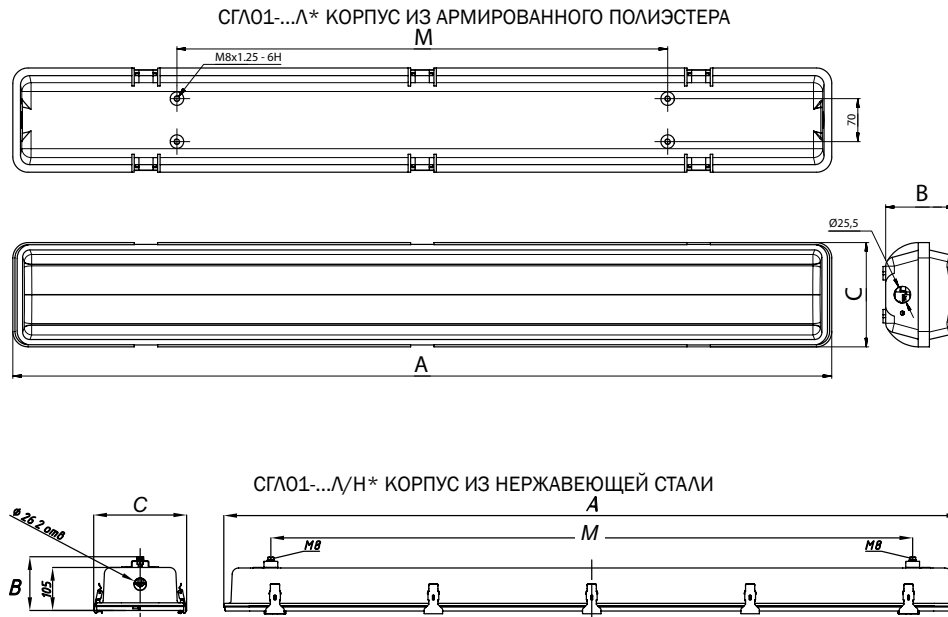 СГЛ01-...Л* КОРПУС ИЗ АРМИРОВАННОГО ПОЛИЭСТЕРА
M
M8x1.25 - 6H
70
B
Ø25,5
C
A
СГЛ01-...Л/Н* КОРПУС ИЗ НЕРЖАВЕЮЩЕЙ СТАЛИ
C
A
ϕ 26 2 отв
M
M8
M8
B
105